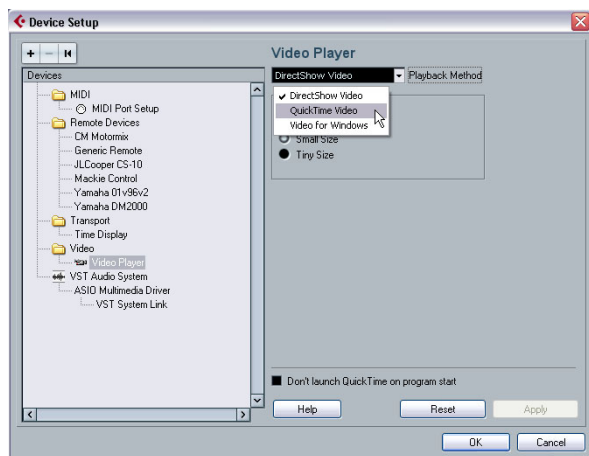 Device Setup
Video Player
Devices
DirectShow Video
Playback Method
MIDI
DirectShow Video
MIDI Port Setup
QuickTime Video
Remote Devices
Video for Windows
CM Motormix
Small Size
Generic Remote
Tiny Size
JLCooper CS-10
Mackie Control
Yamaha 01v96v2
Yamaha DM2000
Transport
Time Display
Video
Video Player
VST Audio System
ASIO Multimedia Driver
VST System Link
Don't launch QuickTime on program start
Help
Reset
Apply
OK
Cancel